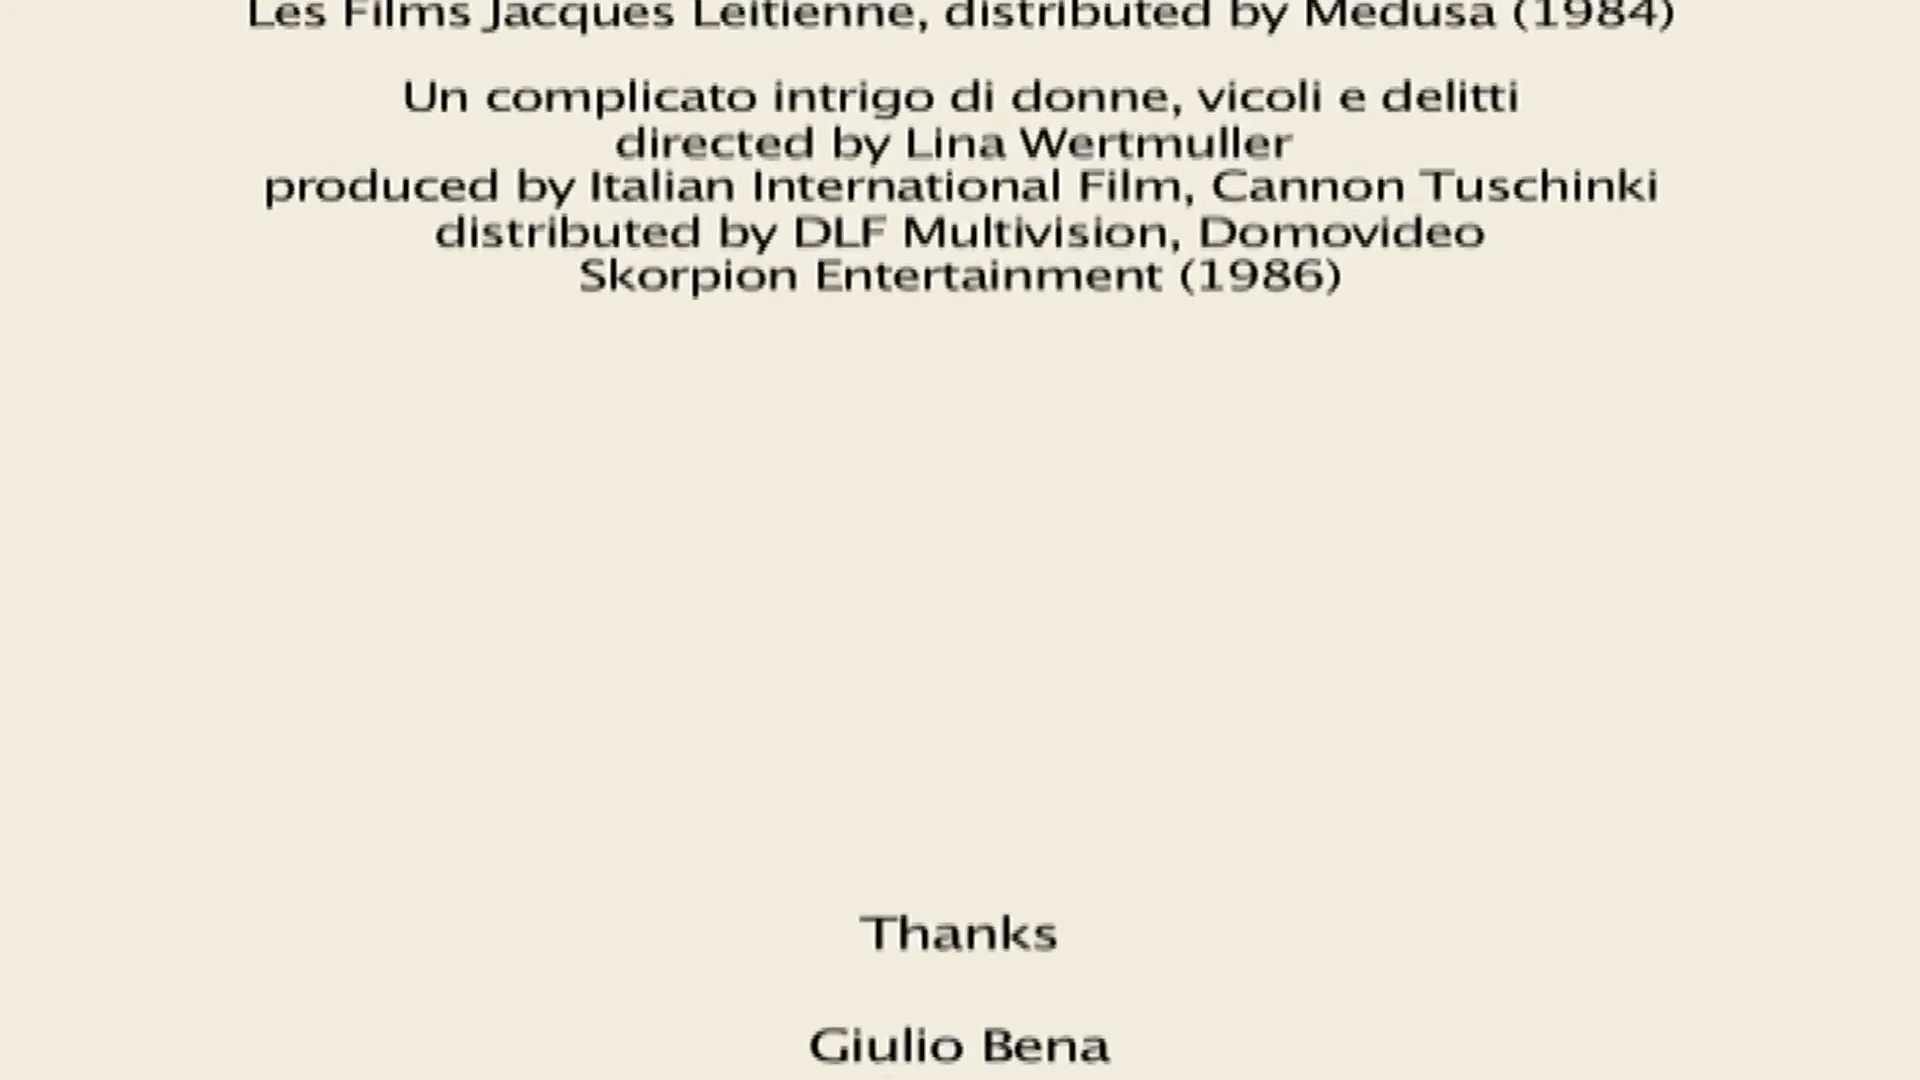 Les Films Jacques Leitienne, distributed by Medusa (1984)
Un complicato intrigo di donne, vicoli e delitti
directed by Lina Wertmuller
produced by Italian International Film, Cannon Tuschinki
distributed by DLF Multivision, Domovideo
Skorpion Entertainment (1986)
Thanks
Giulio Bena